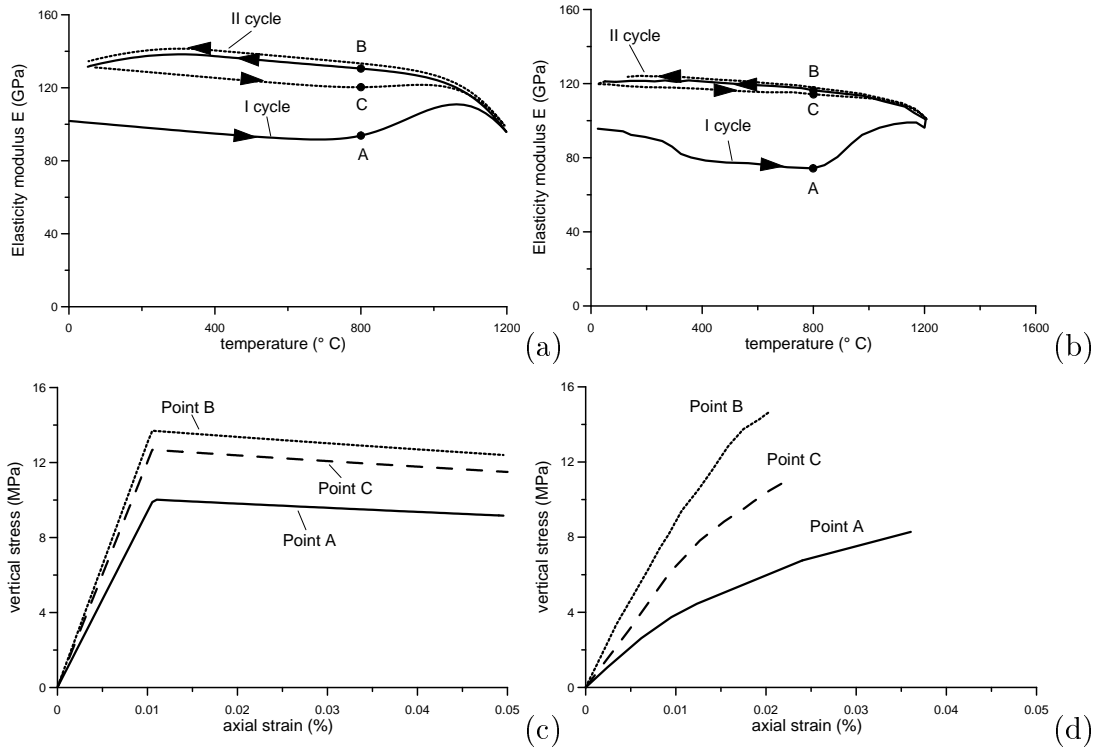 160
120
80
40
0
Elasticity modulus E (GPa)
II cycle
B
C
I cycle
A
0
400
800
1200
temperature (° C)
(a)
160
120
80
40
0
Elasticity modulus E (GPa)
II cycle
B
C
I cycle
A
0
400
800
1200
1600
temperature (° C)
(b)
16
12
8
4
0
vertical stress (MPa)
Point B
Point C
Point A
0
0.01
0.02
0.03
0.04
0.05
axial strain (%)
(c)
16
12
8
4
0
vertical stress (MPa)
Point B
Point C
Point A
0
0.01
0.02
0.03
0.04
0.05
axial strain (%)
(d)